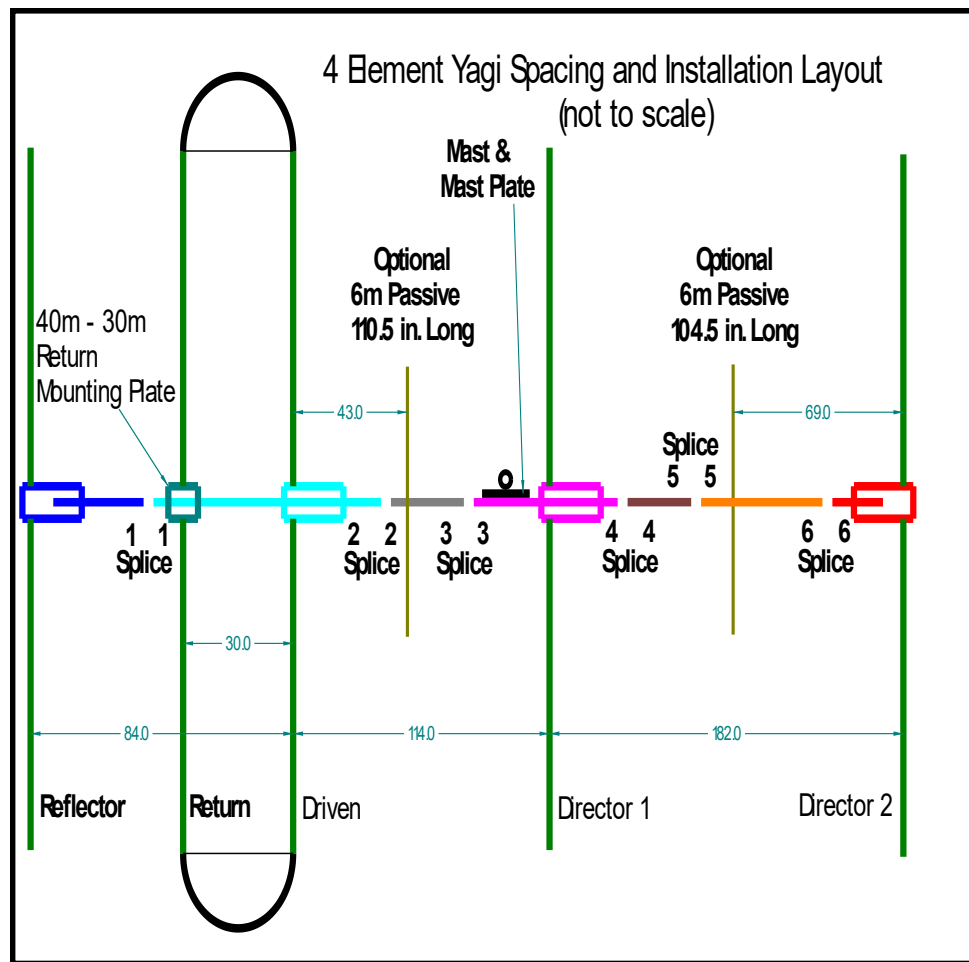 4 Element Yagi Spacing and Installation Layout
(not to scale)
Mast &
Mast Plate
Optional
6m Passive
110.5 in. Long
Optional
6m Passive
104.5 in. Long
40m - 30m
Return
Mounting Plate
43.0
69.0
Splice
5 5
1 1
Splice
2 2
Splice
3 3
Splice
4 4
Splice
6 6
Splice
30.0
84.0
114.0
182.0
Reflector
Return
Driven
Director 1
Director 2